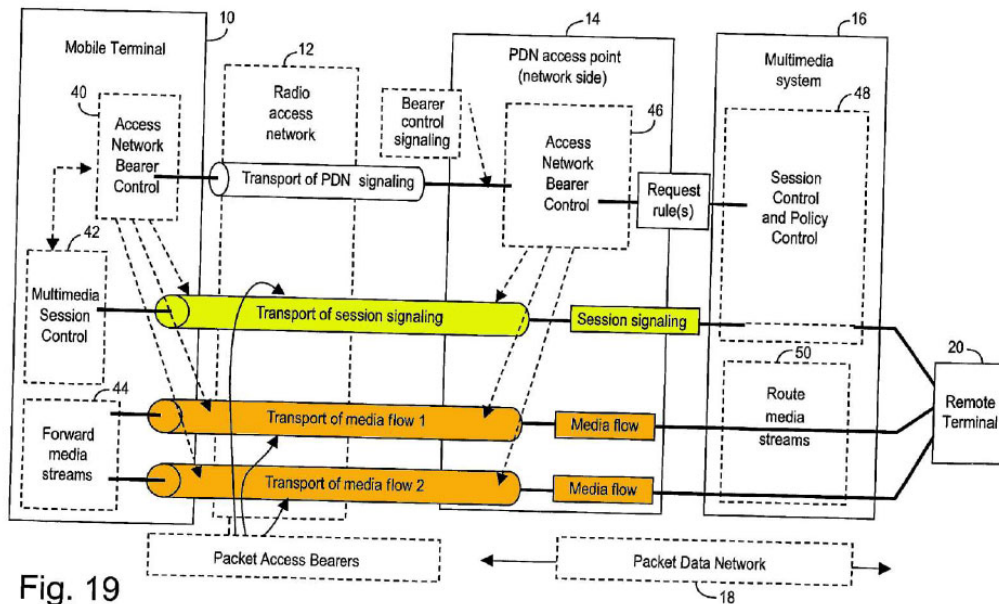 10
Mobile Terminal
12
14
16
PDN access point
(network side)
Multimedia
system
40
Access
Network
Bearer
Control
Radio
access
network
Bearer
control
signaling
46
Access
Network
Bearer
Control
48
Session
Control
and Policy
Control
Transport of PDN signaling
Request
rule(s)
42
Multimedia
Session
Control
Transport of session signaling
Session signaling
44
Forward
media
streams
Transport of media flow 1
Media flow
50
Route
media
streams
20
Remote
Terminal
Transport of media flow 2
Media flow
Packet Access Bearers
Packet Data Network
18
Fig. 19